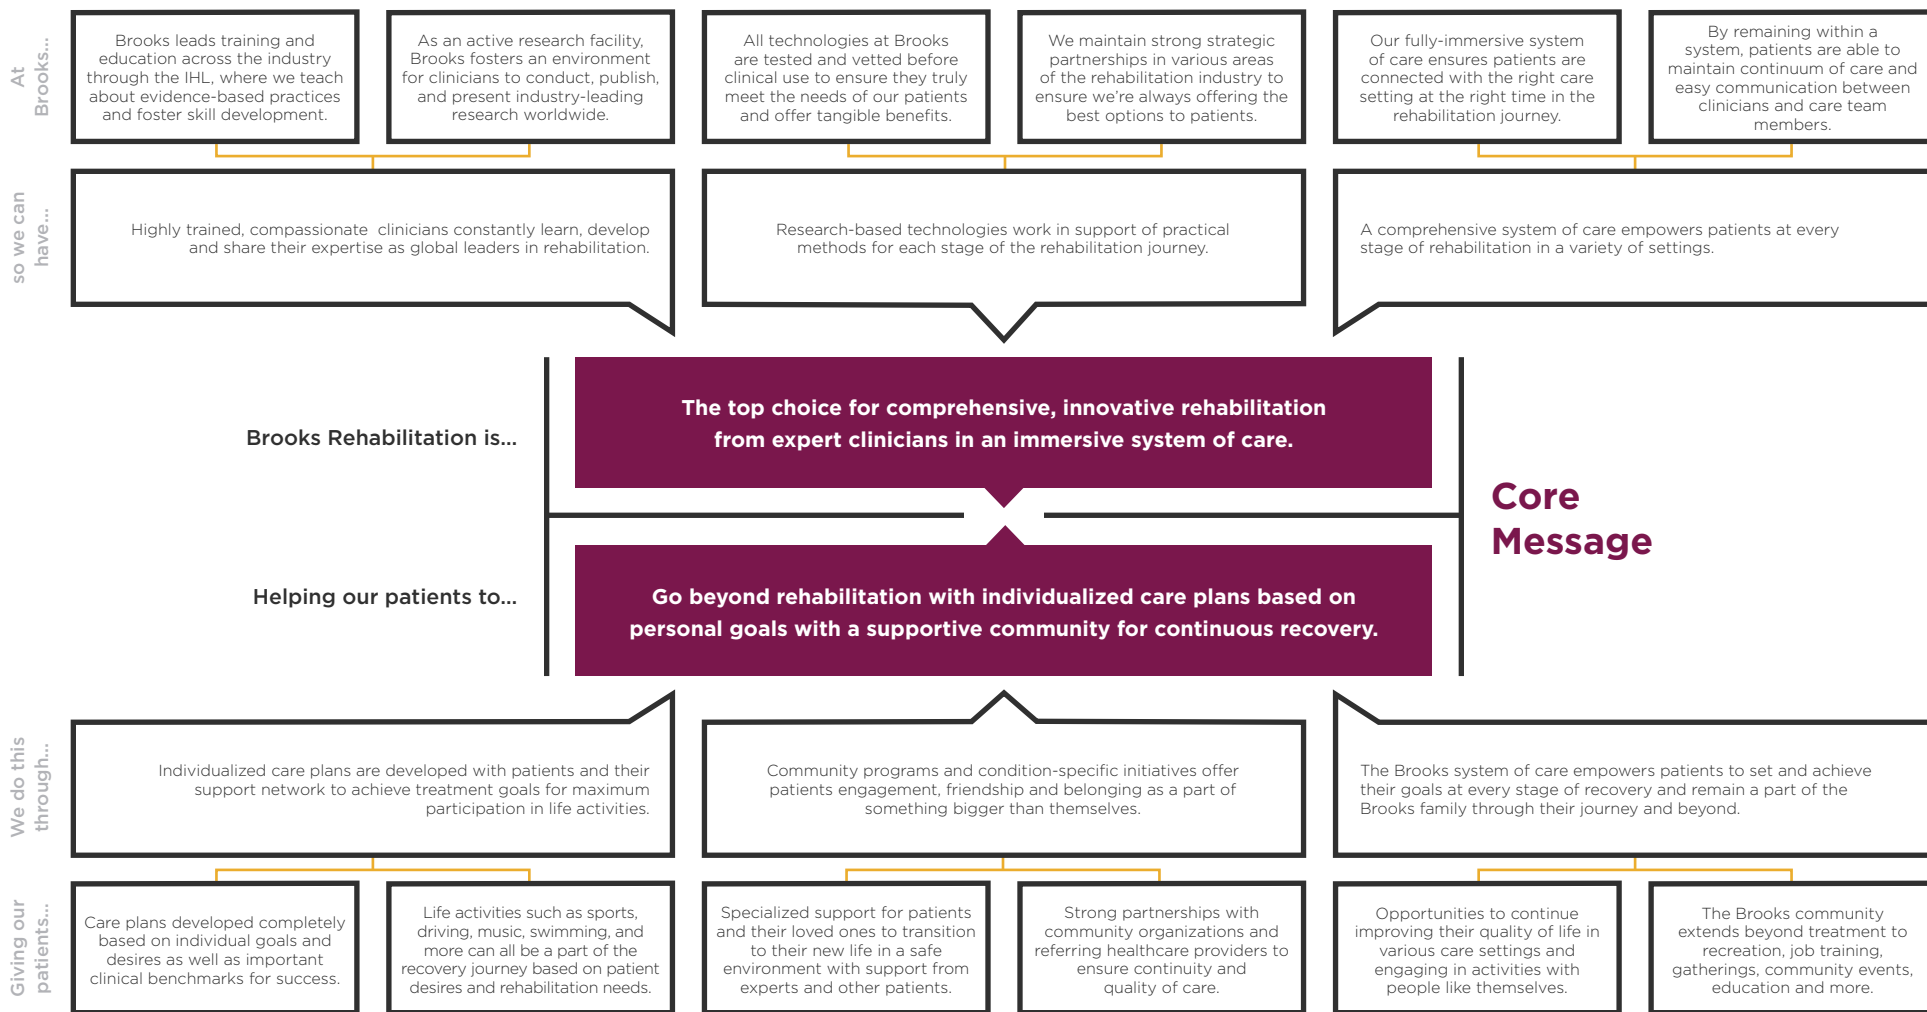 At
Brooks...
Brooks leads training and
education across the industry
through the IHL, where we teach
about evidence-based practices
and foster skill development.
As an active research facility,
Brooks fosters an environment
for clinicians to conduct, publish,
and present industry-leading
research worldwide.
All technologies at Brooks
are tested and vetted before
clinical use to ensure they truly
meet the needs of our patients
and offer tangible benefits.
We maintain strong strategic
partnerships in various areas
of the rehabilitation industry to
ensure we're always offering the
best options to patients.
Our fully-immersive system
of care ensures patients are
connected with the right care
setting at the right time in the
rehabilitation journey.
By remaining within a
system, patients are able to
maintain continuum of care and
easy communication between
clinicians and care team
members.
so we can
have...
Highly trained, compassionate clinicians constantly learn, develop
and share their expertise as global leaders in rehabilitation.
Research-based technologies work in support of practical
methods for each stage of the rehabilitation journey.
A comprehensive system of care empowers patients at every
stage of rehabilitation in a variety of settings.
Brooks Rehabilitation is...
The top choice for comprehensive, innovative rehabilitation
from expert clinicians in an immersive system of care.
Core
Message
Helping our patients to...
Go beyond rehabilitation with individualized care plans based on
personal goals with a supportive community for continuous recovery.
We do this
through...
Individualized care plans are developed with patients and their
support network to achieve treatment goals for maximum
participation in life activities.
Community programs and condition-specific initiatives offer
patients engagement, friendship and belonging as a part of
something bigger than themselves.
The Brooks system of care empowers patients to set and achieve
their goals at every stage of recovery and remain a part of the
Brooks family through their journey and beyond.
Giving our
patients...
Care plans developed completely
based on individual goals and
desires as well as important
clinical benchmarks for success.
Life activities such as sports,
driving, music, swimming, and
more can all be a part of the
recovery journey based on patient
desires and rehabilitation needs.
Specialized support for patients
and their loved ones to transition
to their new life in a safe
environment with support from
experts and other patients.
Strong partnerships with
community organizations and
referring healthcare providers to
ensure continuity and
quality of care.
Opportunities to continue
improving their quality of life in
various care settings and
engaging in activities with
people like themselves.
The Brooks community
extends beyond treatment to
recreation, job training,
gatherings, community events,
education and more.